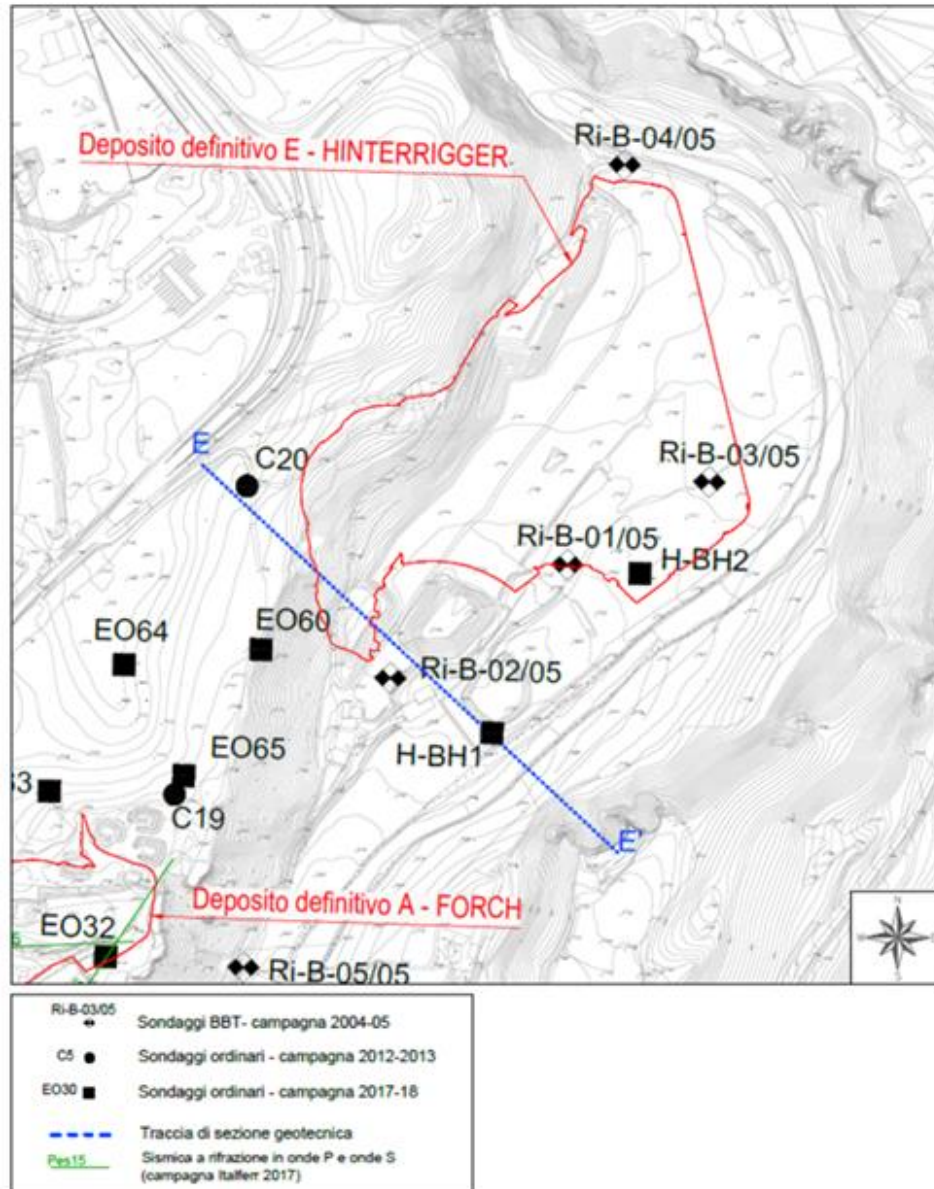 Ri-B-04/05
Deposito definitivo E - HINTERRIGGER
E
C20
Ri-B-03/05
Ri-B-01/05
H-BH2
EO64
EO60
Ri-B-02/05
H-BH1
EO65
C19
E'
Deposito definitivo A - FORCH
EO32
Ri-B-05/05
N
Ri-B-03/05 Sondaggi BBT- campagna 2004-05
C5 Sondaggi ordinari - campagna 2012-2013
EO30 Sondaggi ordinari - campagna 2017-18
Traccia di sezione geotecnica
Pes15 Sismica a rifrazione in onde P e onde S
(campagna Italferr 2017)